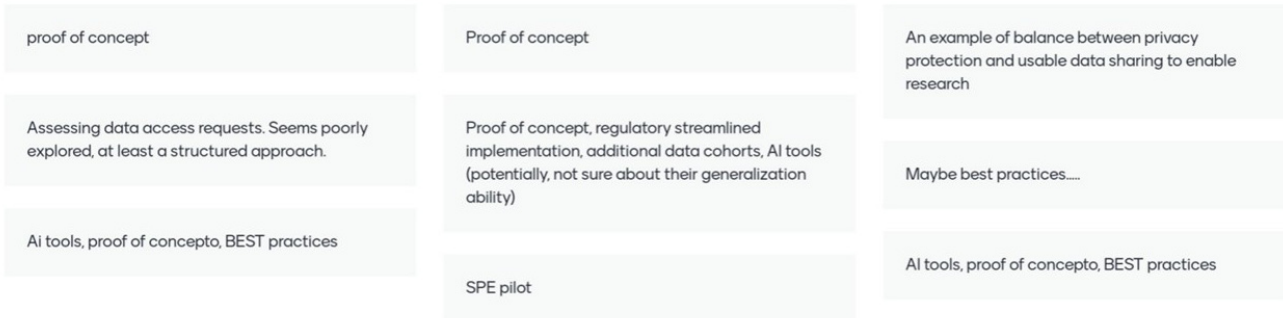 proof of concept
Assessing data access requests. Seems poorly
explored, at least a structured approach.
Ai tools, proof of concepto, BEST practices
Proof of concept
Proof of concept, regulatory streamlined
implementation, additional data cohorts, AI tools
(potentially, not sure about their generalization
ability)
SPE pilot
An example of balance between privacy
protection and usable data sharing to enable
research
Maybe best practices.....
AI tools, proof of concepto, BEST practices